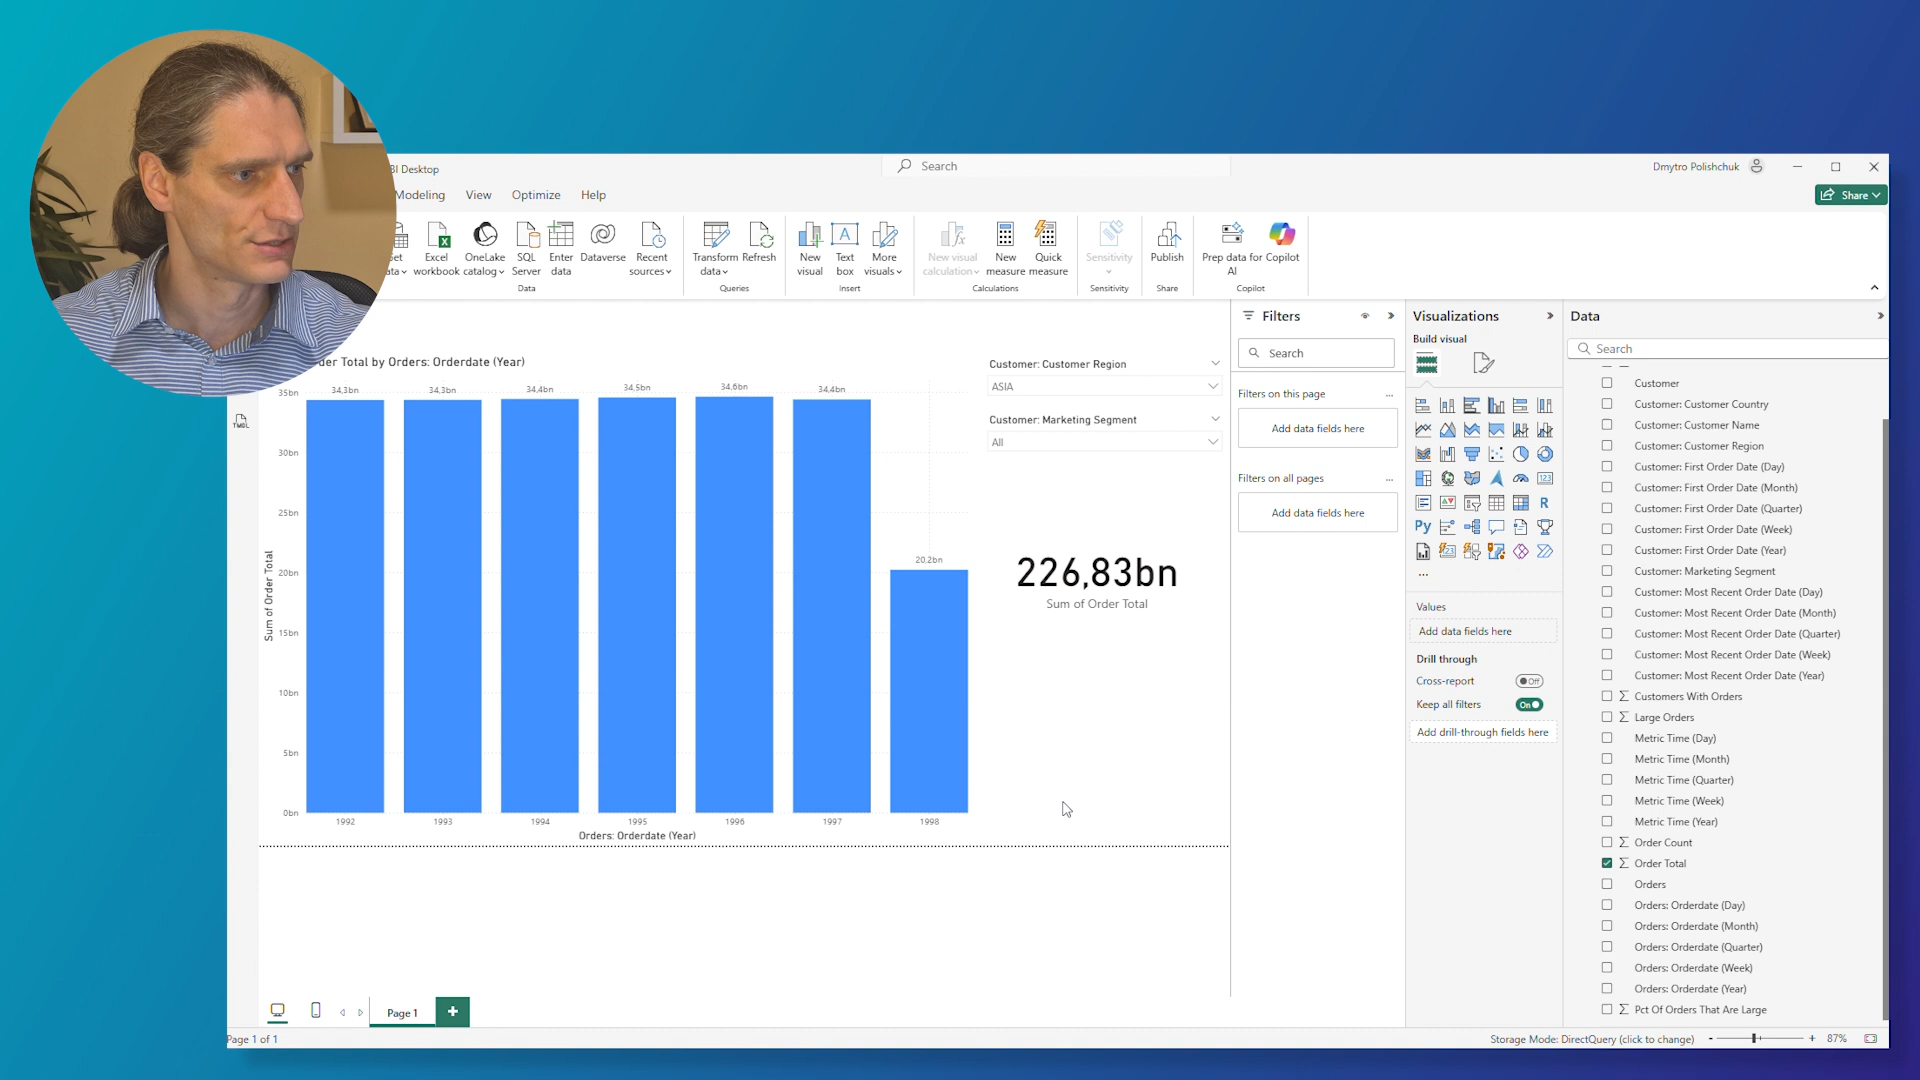 BI Desktop
Search
Dmytro Polishchuk
Modeling
View
Optimize
Help
Share
Excel workbook
OneLake catalog
SQL Server
Enter data
Dataverse
Recent sources
Data
Transform data
Refresh
Queries
New visual
Text box
More visuals
Insert
New visual calculation
New measure
Quick measure
Calculations
Sensitivity
Sensitivity
Publish
Share
Prep data for AI
Copilot
Copilot
TMDL
der Total by Orders: Orderdate (Year)
34,3bn
34,3bn
34,4bn
34,5bn
34,6bn
34,4bn
20,2bn
35bn
30bn
25bn
20bn
15bn
10bn
5bn
0bn
Sum of Order Total
1992
1993
1994
1995
1996
1997
1998
Orders: Orderdate (Year)
Customer: Customer Region
ASIA
Customer: Marketing Segment
All
226,83bn
Sum of Order Total
Filters
Search
Filters on this page
...
Add data fields here
Filters on all pages
...
Add data fields here
Visualizations
Build visual
123
R
Py
123
...
Values
Add data fields here
Drill through
Cross-report
Off
Keep all filters
On
Add drill-through fields here
Data
Search
Customer
Customer: Customer Country
Customer: Customer Name
Customer: Customer Region
Customer: First Order Date (Day)
Customer: First Order Date (Month)
Customer: First Order Date (Quarter)
Customer: First Order Date (Week)
Customer: First Order Date (Year)
Customer: Marketing Segment
Customer: Most Recent Order Date (Day)
Customer: Most Recent Order Date (Month)
Customer: Most Recent Order Date (Quarter)
Customer: Most Recent Order Date (Week)
Customer: Most Recent Order Date (Year)
∑ Customers With Orders
∑ Large Orders
Metric Time (Day)
Metric Time (Month)
Metric Time (Quarter)
Metric Time (Week)
Metric Time (Year)
∑ Order Count
∑ Order Total
Orders
Orders: Orderdate (Day)
Orders: Orderdate (Month)
Orders: Orderdate (Quarter)
Orders: Orderdate (Week)
Orders: Orderdate (Year)
∑ Pct Of Orders That Are Large
Page 1
+
Page 1 of 1
Storage Mode: DirectQuery (click to change)
- + 87%